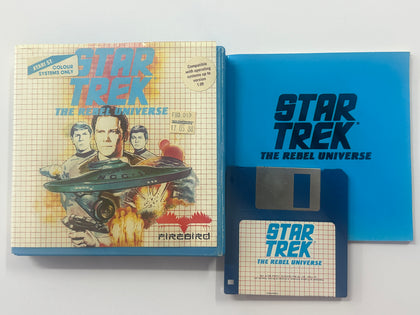 ATARI ST
COLOUR
SYSTEMS ONLY
Compatible
with operating
systems up to
version
1.09
STAR
TREK
THE REBEL UNIVERSE
FIREBIRD
STAR
TREK
THE REBEL UNIVERSE
STAR
TREK
THE REBEL UNIVERSE